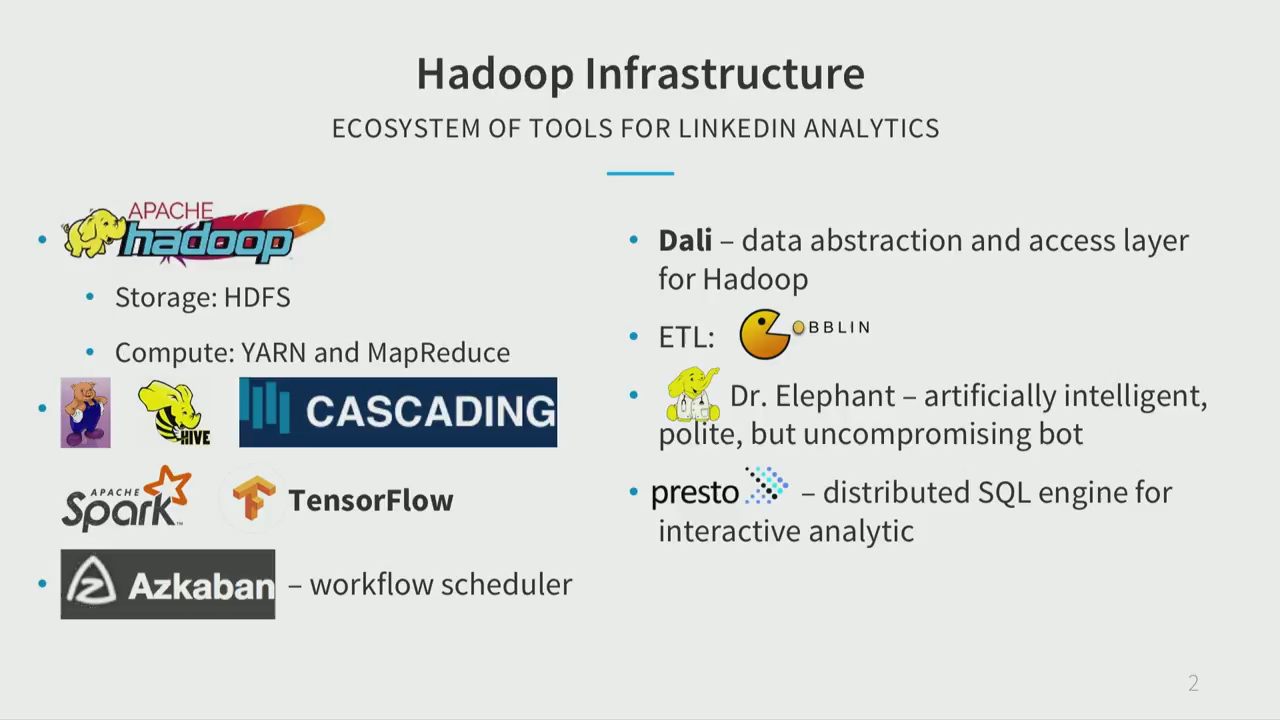 Hadoop Infrastructure
ECOSYSTEM OF TOOLS FOR LINKEDIN ANALYTICS
APACHE
hadoop
• Storage: HDFS
• Compute: YARN and MapReduce
HIVE
CASCADING
APACHE
Spark™
TensorFlow
Azkaban – workflow scheduler
• Dali – data abstraction and access layer
for Hadoop
• ETL: OBBLIN
• Dr. Elephant – artificially intelligent,
polite, but uncompromising bot
• presto – distributed SQL engine for
interactive analytic
2